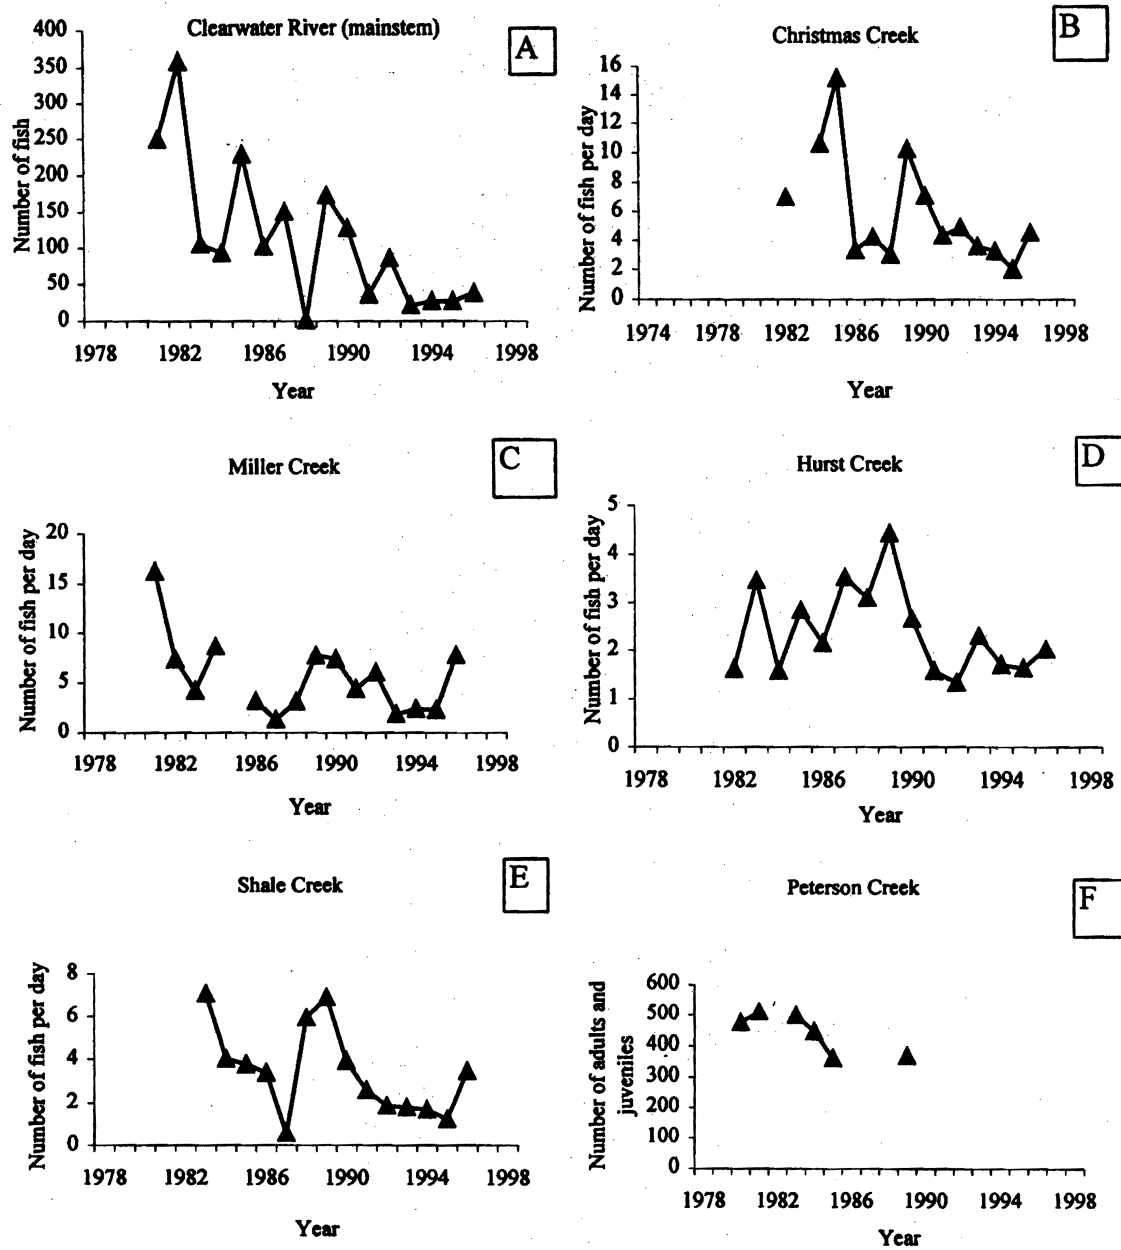 Clearwater River (mainstem)
A
400
350
300
250
200
150
100
50
0
Number of fish
1978 1982 1986 1990 1994 1998
Year
Christmas Creek
B
16
14
12
10
8
6
4
2
0
Number of fish per day
1974 1978 1982 1986 1990 1994 1998
Year
Miller Creek
C
20
15
10
5
0
Number of fish per day
1978 1982 1986 1990 1994 1998
Year
Hurst Creek
D
5
4
3
2
1
0
Number of fish per day
1978 1982 1986 1990 1994 1998
Year
Shale Creek
E
8
6
4
2
0
Number of fish per day
1978 1982 1986 1990 1994 1998
Year
Peterson Creek
F
600
500
400
300
200
100
0
Number of adults and
juveniles
1978 1982 1986 1990 1994 1998
Year